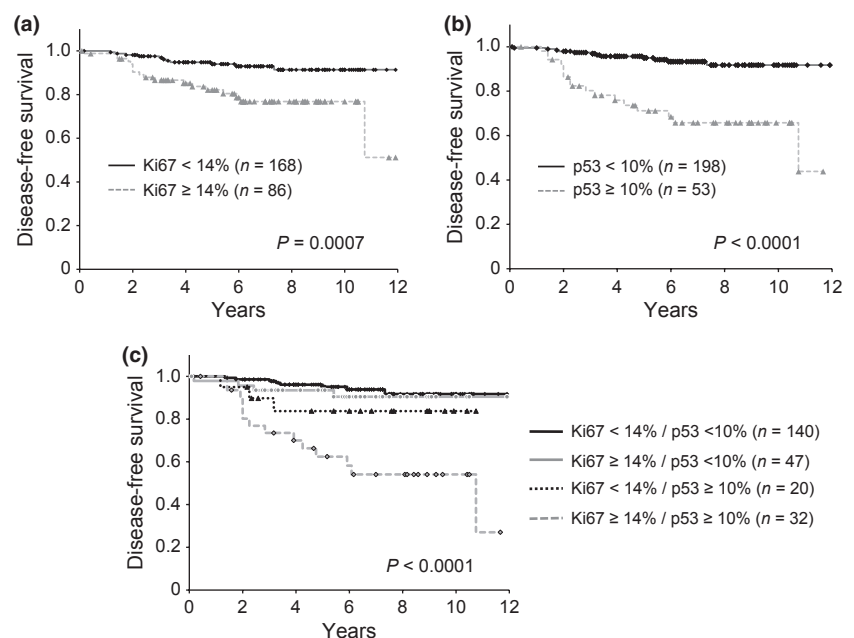 (a)
Disease-free survival
1.0
0.8
0.6
0.4
0.2
0
Ki67 < 14% (n = 168)
Ki67 ≥ 14% (n = 86)
P = 0.0007
0 2 4 6 8 10 12
Years
(b)
Disease-free survival
1.0
0.8
0.6
0.4
0.2
0
p53 < 10% (n = 198)
p53 ≥ 10% (n = 53)
P < 0.0001
0 2 4 6 8 10 12
Years
(c)
Disease-free survival
1.0
0.8
0.6
0.4
0.2
0
P < 0.0001
0 2 4 6 8 10 12
Years
Ki67 < 14% / p53 <10% (n = 140)
Ki67 ≥ 14% / p53 <10% (n = 47)
Ki67 < 14% / p53 ≥ 10% (n = 20)
Ki67 ≥ 14% / p53 ≥ 10% (n = 32)